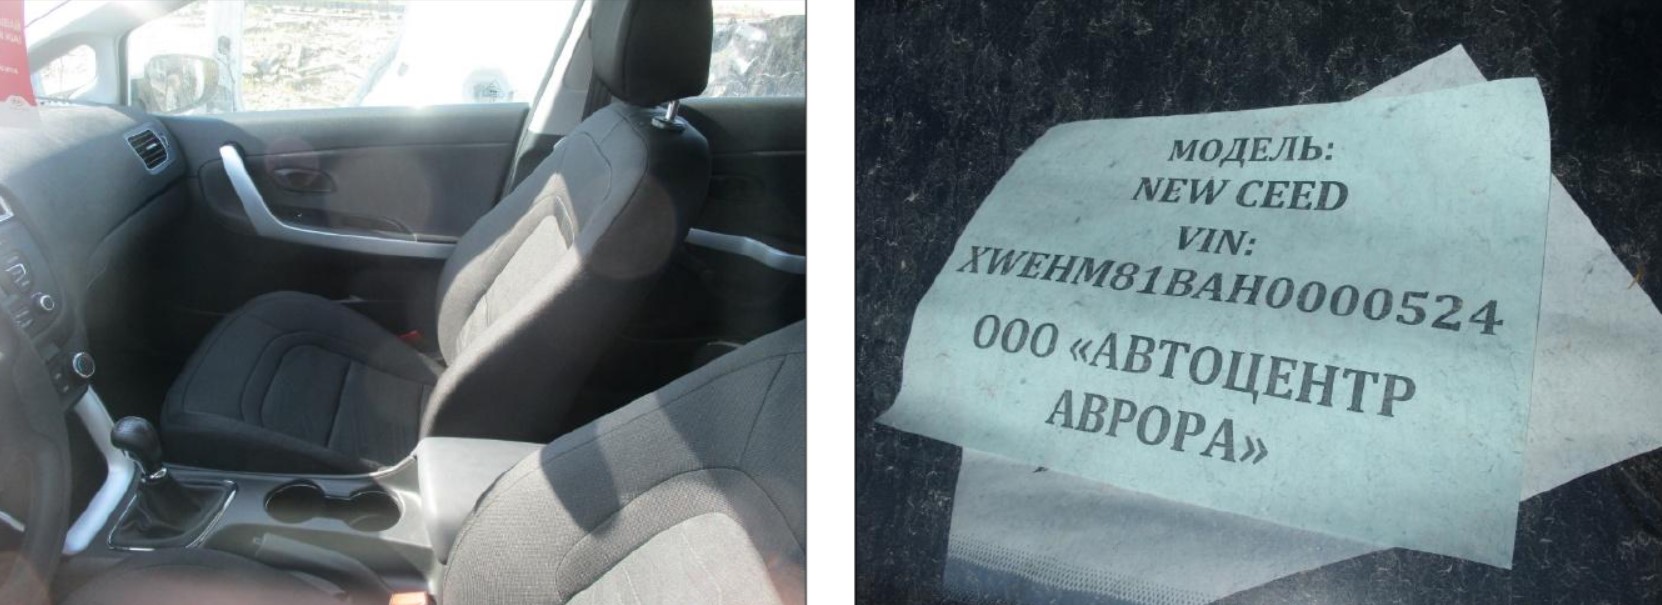 МОДЕЛЬ:
NEW CEED
VIN:
XWEHM81BAH0000524
ООО «АВТОЦЕНТР
АВРОРА»